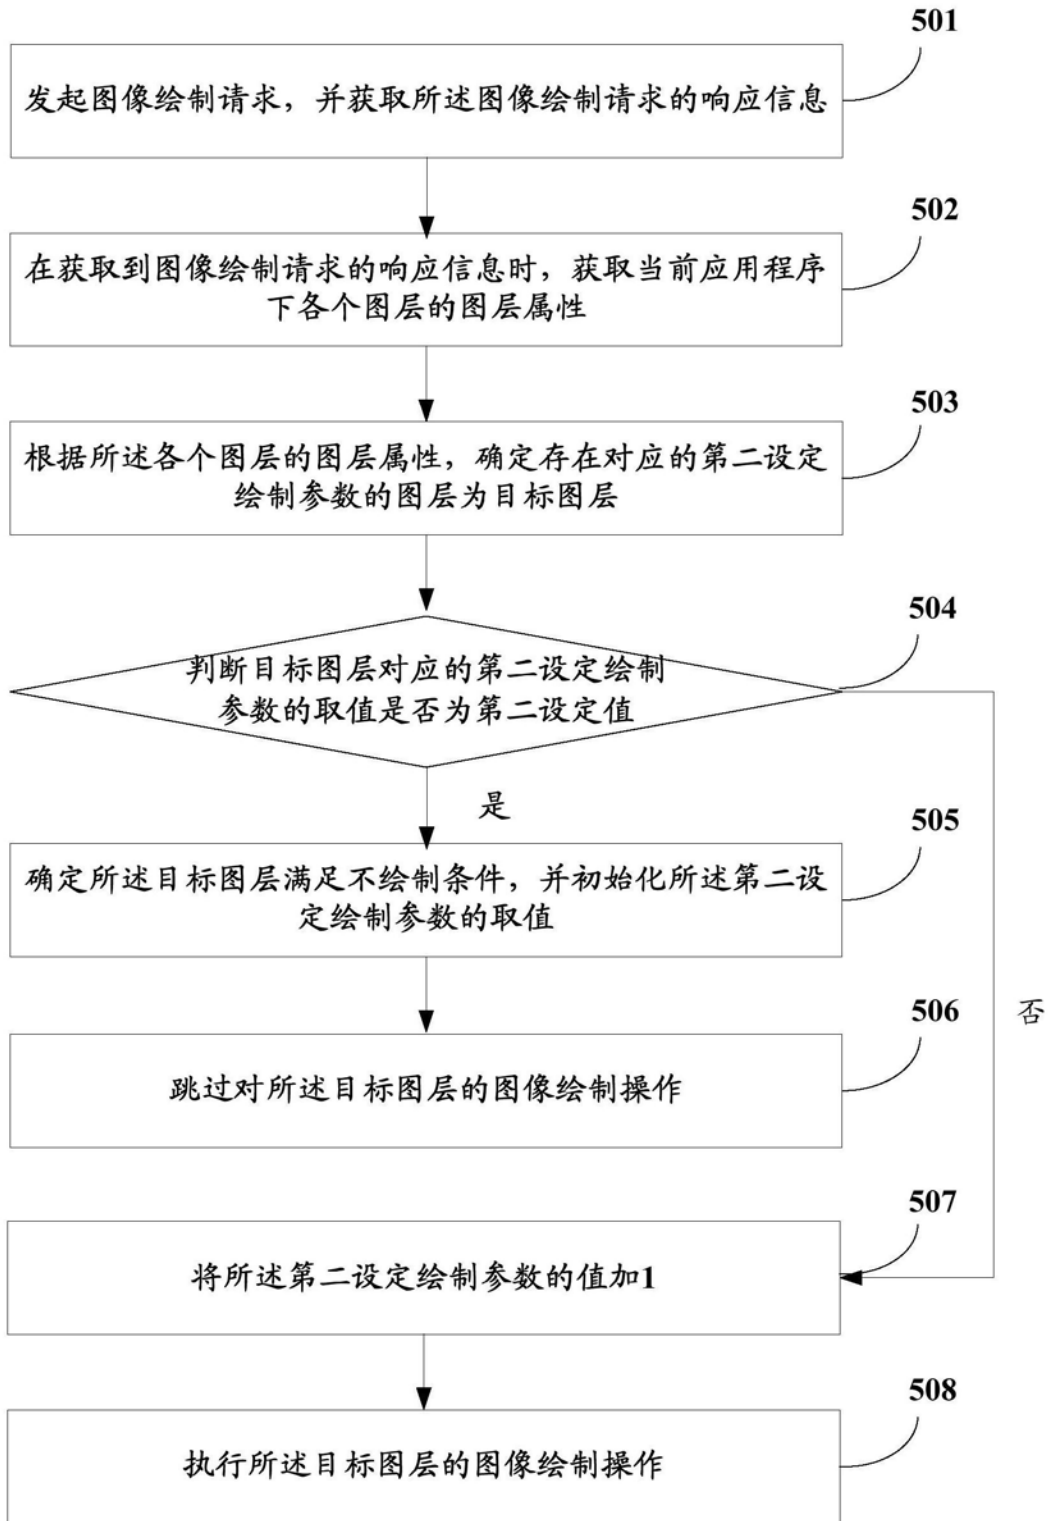 501
发起图像绘制请求，并获取所述图像绘制请求的响应信息
502
在获取到图像绘制请求的响应信息时，获取当前应用程序
下各个图层的图层属性
503
根据所述各个图层的图层属性，确定存在对应的第二设定
绘制参数的图层为目标图层
504
判断目标图层对应的第二设定绘制
参数的取值是否为第二设定值
是
505
确定所述目标图层满足不绘制条件，并初始化所述第二设
定绘制参数的取值
506
否
跳过对所述目标图层的图像绘制操作
507
将所述第二设定绘制参数的值加1
508
执行所述目标图层的图像绘制操作